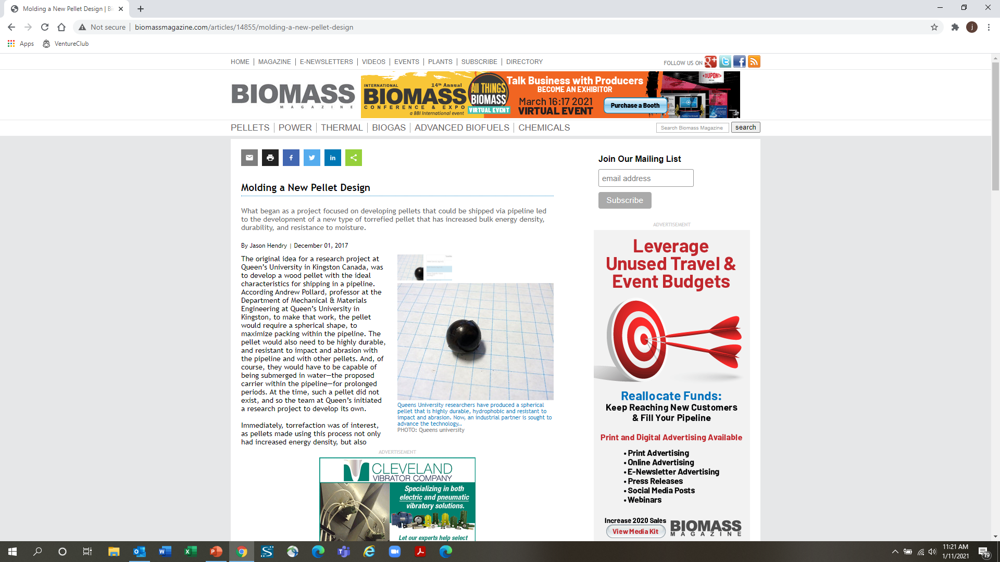 Molding a New Pellet Design | Bi
Not secure
biomassmagazine.com/articles/14855/molding-a-new-pellet-design
j
Apps
VentureClub
HOME | MAGAZINE | E-NEWSLETTERS | VIDEOS | EVENTS | PLANTS | SUBSCRIBE | DIRECTORY
FOLLOW US ON
BIOMASS
MAGAZINE
INTERNATIONAL
14th Annual
BIOMASS
CONFERENCE & EXPO
a BBI International event
All THINGS
BIOMASS
VIRTUAL EVENT
Talk Business with Producers
BECOME AN EXHIBITOR
March 16:17 2021
VIRTUAL EVENT
Purchase a Booth
DUPONT
PELLETS | POWER | THERMAL | BIOGAS | ADVANCED BIOFUELS | CHEMICALS
Search Biomass Magazine
search
Molding a New Pellet Design
What began as a project focused on developing pellets that could be shipped via pipeline led
to the development of a new type of torrefied pellet that has increased bulk energy density,
durability, and resistance to moisture.
By Jason Hendry | December 01, 2017
The original idea for a research project at
Queen’s University in Kingston Canada, was
to develop a wood pellet with the ideal
characteristics for shipping in a pipeline.
According Andrew Pollard, professor at the
Department of Mechanical & Materials
Engineering at Queen’s University in
Kingston, to make that work, the pellet
would require a spherical shape, to
maximize packing within the pipeline. The
pellet would also need to be highly durable,
and resistant to impact and abrasion with
the pipeline and with other pellets. And, of
course, they would have to be capable of
being submerged in water—the proposed
carrier within the pipeline—for prolonged
periods. At the time, such a pellet did not
exist, and so the team at Queen’s initiated
a research project to develop its own.
Immediately, torrefaction was of interest,
as pellets made using this process not only
had increased energy density, but also
Queens University researchers have produced a spherical
pellet that is highly durable, hydrophobic and resistant to
impact and abrasion. Now, an industrial partner is sought to
advance the technology..
PHOTO: Queens university
ADVERTISEMENT
CLEVELAND
VIBRATOR COMPANY
Specializing in both
electric and pneumatic
vibratory solutions.
Let our experts help select
Join Our Mailing List
email address
Subscribe
ADVERTISEMENT
Leverage
Unused Travel &
Event Budgets
Reallocate Funds:
Keep Reaching New Customers
& Fill Your Pipeline
Print and Digital Advertising Available
• Print Advertising
• Online Advertising
• E-Newsletter Advertising
• Press Releases
• Social Media Posts
• Webinars
Increase 2020 Sales
View Media Kit
BIOMASS
MAGAZINE
11:21 AM
1/11/2021
19